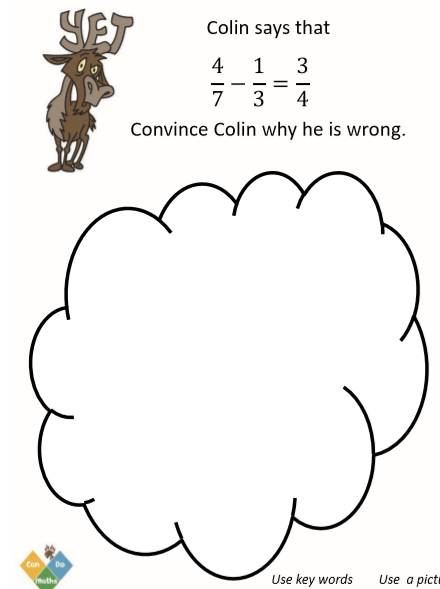 YET
Colin says that
4/7 − 1/3 = 3/4
Convince Colin why he is wrong.
Can Do
Maths
Use key words Use a pictu